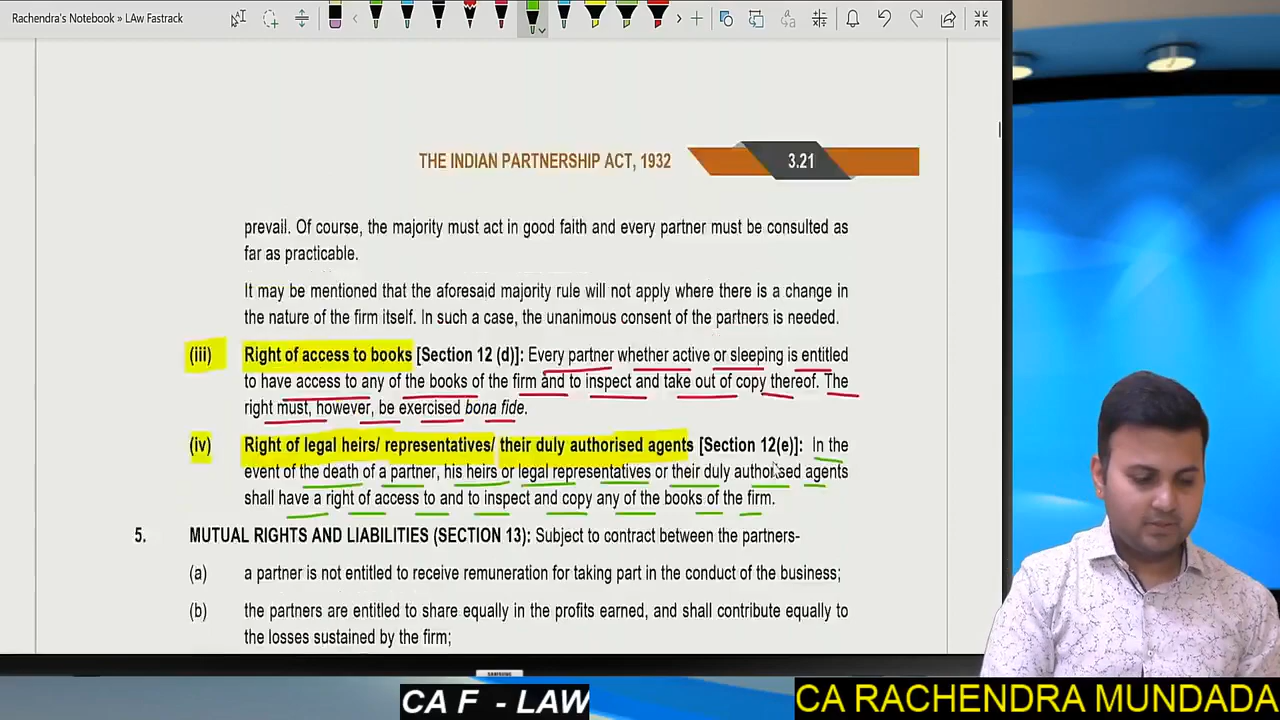 Rachendra's Notebook » LAw Fastrack
THE INDIAN PARTNERSHIP ACT, 1932
3.21
prevail. Of course, the majority must act in good faith and every partner must be consulted as
far as practicable.
It may be mentioned that the aforesaid majority rule will not apply where there is a change in
the nature of the firm itself. In such a case, the unanimous consent of the partners is needed.
(iii) Right of access to books [Section 12 (d)]: Every partner whether active or sleeping is entitled
to have access to any of the books of the firm and to inspect and take out of copy thereof. The
right must, however, be exercised bona fide.
(iv) Right of legal heirs/ representatives/ their duly authorised agents [Section 12(e)]: In the
event of the death of a partner, his heirs or legal representatives or their duly authorised agents
shall have a right of access to and to inspect and copy any of the books of the firm.
5. MUTUAL RIGHTS AND LIABILITIES (SECTION 13): Subject to contract between the partners-
(a) a partner is not entitled to receive remuneration for taking part in the conduct of the business;
(b) the partners are entitled to share equally in the profits earned, and shall contribute equally to
the losses sustained by the firm;
SAMSUNG
CA F - LAW
CA RACHENDRA MUNDADA